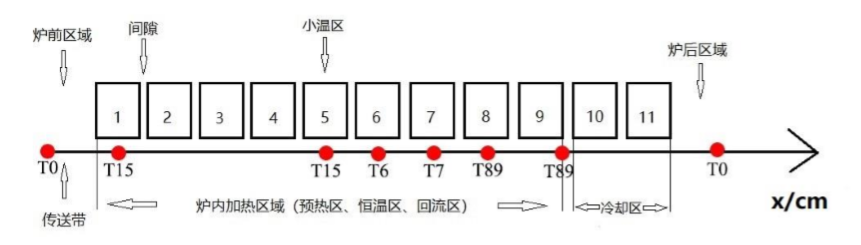 炉前区域
间隙
小温区
炉后区域
1 2 3 4 5 6 7 8 9 10 11
T0 T15 T15 T6 T7 T89 T89 T0
传送带
炉内加热区域（预热区、恒温区、回流区）
冷却区
x/cm